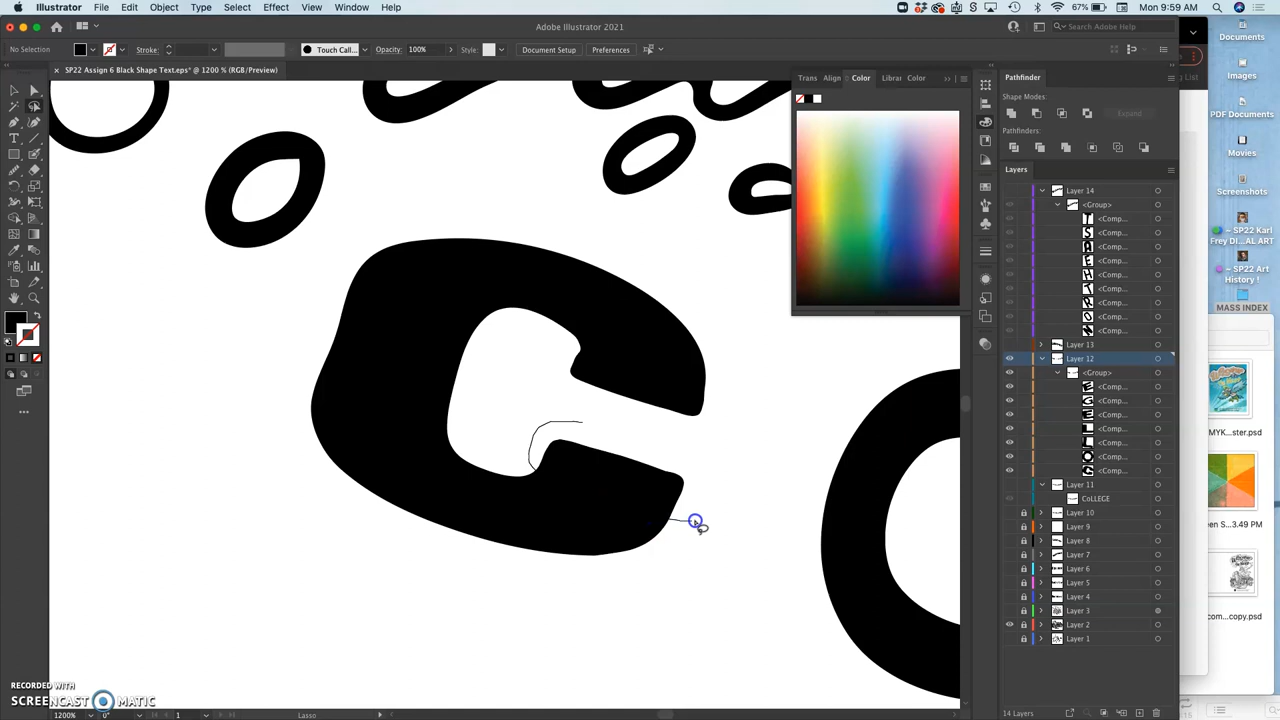 Illustrator File Edit Object Type Select Effect View Window Help
67% Mon 9:59 AM
Adobe Illustrator 2021
Search Adobe Help
No Selection Stroke: Touch Call... Opacity: 100% Style: Document Setup Preferences
× SP22 Assign 6 Black Shape Text.eps* @ 1200 % (RGB/Preview)
Trans Align Color Librar Color
Pathfinder
Shape Modes:
Expand
Pathfinders:
Layers
Layer 14
<Group>
<Comp...
<Comp...
<Comp...
<Comp...
<Comp...
<Comp...
<Comp...
<Comp...
<Comp...
Layer 13
Layer 12
<Group>
<Comp...
<Comp...
<Comp...
<Comp...
<Comp...
<Comp...
<Comp...
Layer 11
CoLLEGE
Layer 10
Layer 9
Layer 8
Layer 7
Layer 6
Layer 5
Layer 4
Layer 3
Layer 2
Layer 1
14 Layers
Documents
Images
PDF Documents
Movies
Screenshots
~ SP22 Karl
Frey DI...AL ART
~ SP22 Art
History !
MASS INDEX
MYK...ster.psd
een S...3.49 PM
com...copy.psd
RECORDED WITH
SCREENCAST MATIC
1200% 0° 1 Lasso